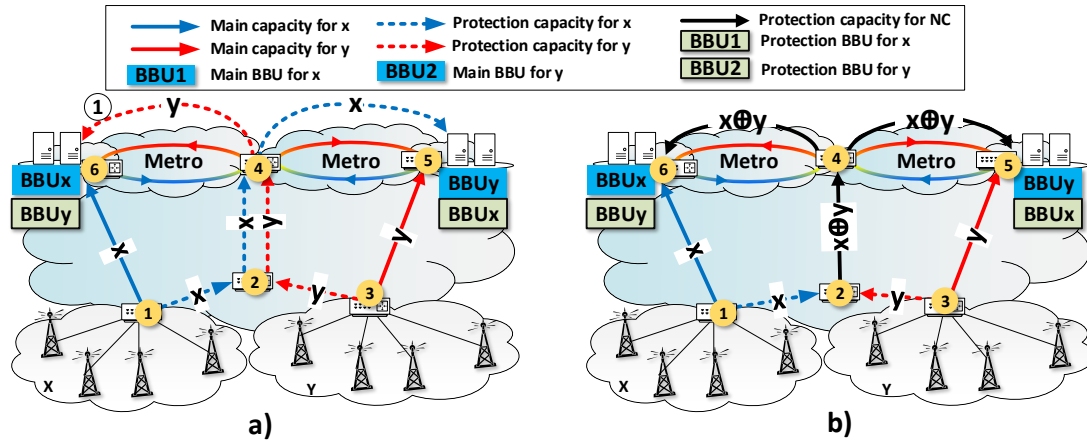 Main capacity for x
Protection capacity for x
Protection capacity for NC
Main capacity for y
Protection capacity for y
BBU1 Protection BBU for x
BBU1 Main BBU for x
BBU2 Main BBU for y
BBU2 Protection BBU for y
1
y
x
Metro
Metro
6
4
5
BBUx
BBUy
BBUy
BBUx
x
x
y
y
x
2
y
3
1
X
Y
a)
x⊕y
x⊕y
Metro
Metro
6
4
5
BBUx
BBUy
BBUy
BBUx
x
x⊕y
y
x
2
y
3
1
X
Y
b)